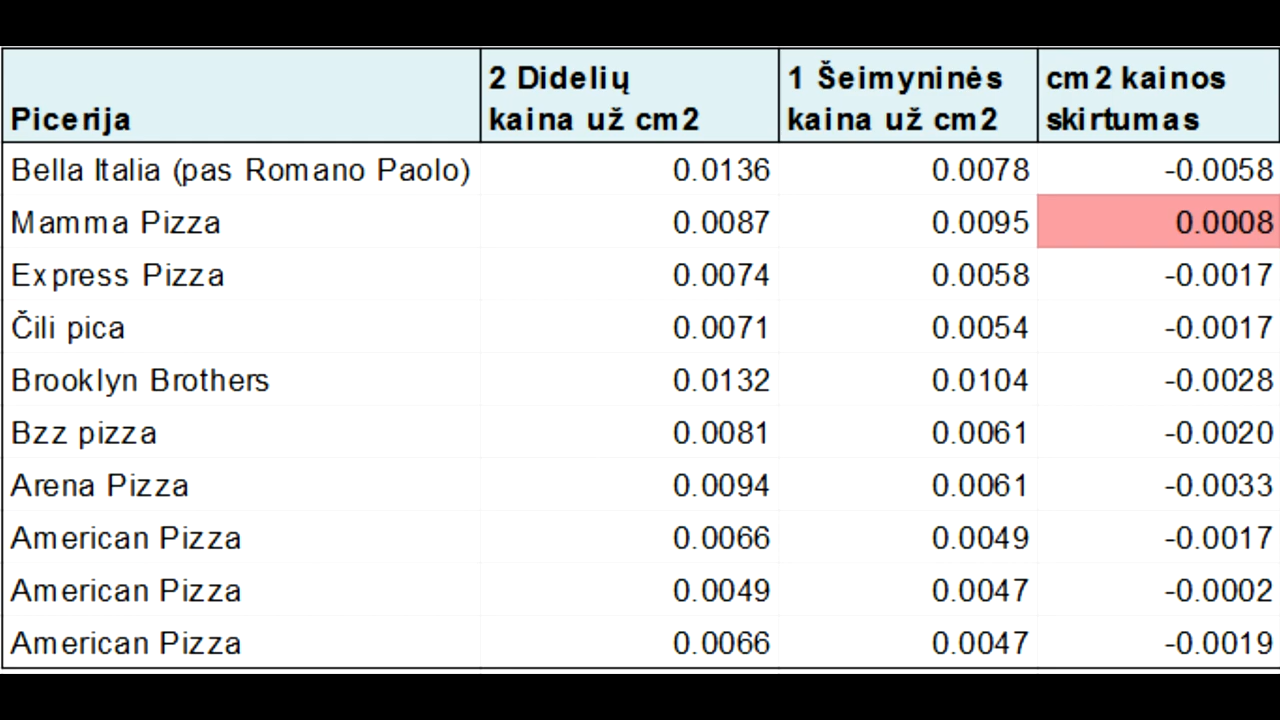 Picerija | 2 Didelių kaina už cm2 | 1 Šeimyninės kaina už cm2 | cm2 kainos skirtumas
Bella Italia (pas Romano Paolo) 0.0136 0.0078 -0.0058
Mamma Pizza 0.0087 0.0095 0.0008
Express Pizza 0.0074 0.0058 -0.0017
Čili pica 0.0071 0.0054 -0.0017
Brooklyn Brothers 0.0132 0.0104 -0.0028
Bzz pizza 0.0081 0.0061 -0.0020
Arena Pizza 0.0094 0.0061 -0.0033
American Pizza 0.0066 0.0049 -0.0017
American Pizza 0.0049 0.0047 -0.0002
American Pizza 0.0066 0.0047 -0.0019